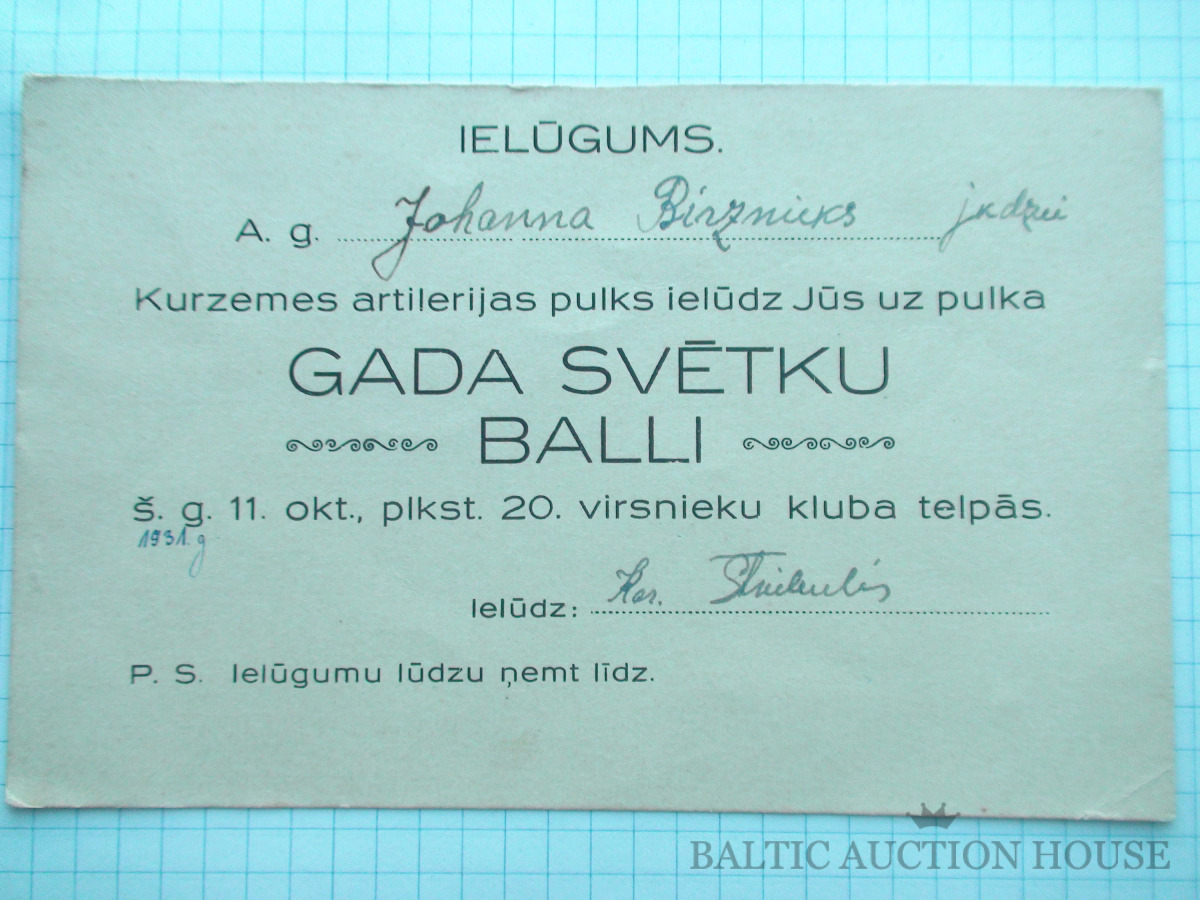 IELŪGUMS.
A. g. Johanna Birznieks jkdzei
Kurzemes artilerijas pulks ielūdz Jūs uz pulka
GADA SVĒTKU
BALLI
š. g. 11. okt., plkst. 20. virsnieku kluba telpās.
1931. g
Ielūdz:
P. S. Ielūgumu lūdzu ņemt līdz.
BALTIC AUCTION HOUSE